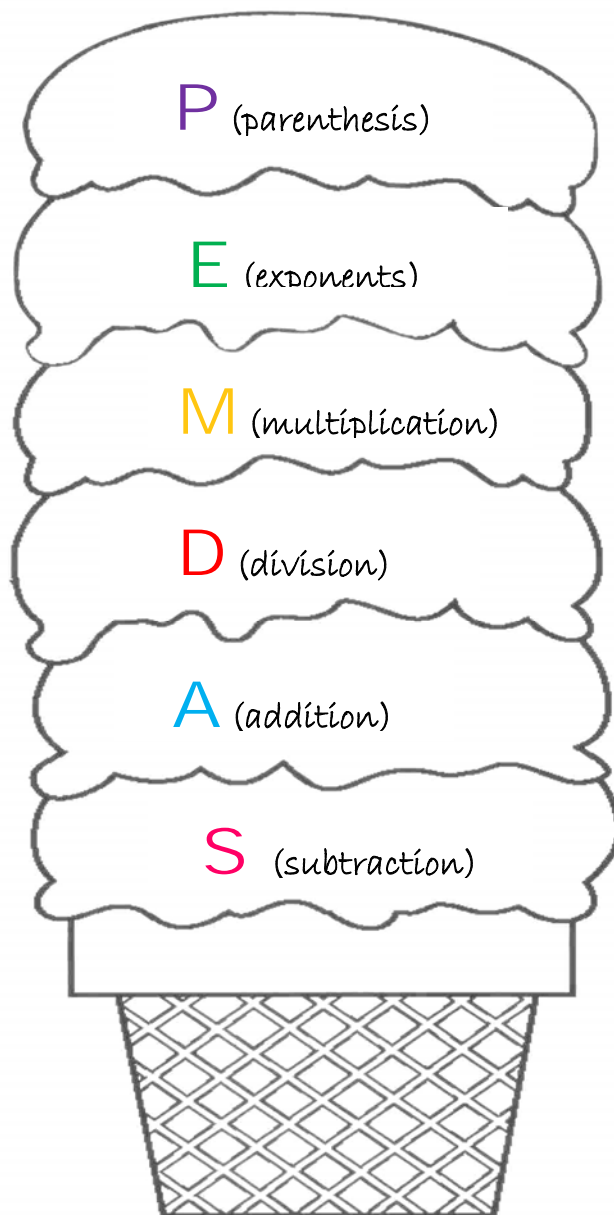 P (parenthesis)
E (exponents)
M (multiplication)
D (division)
A (addition)
S (subtraction)